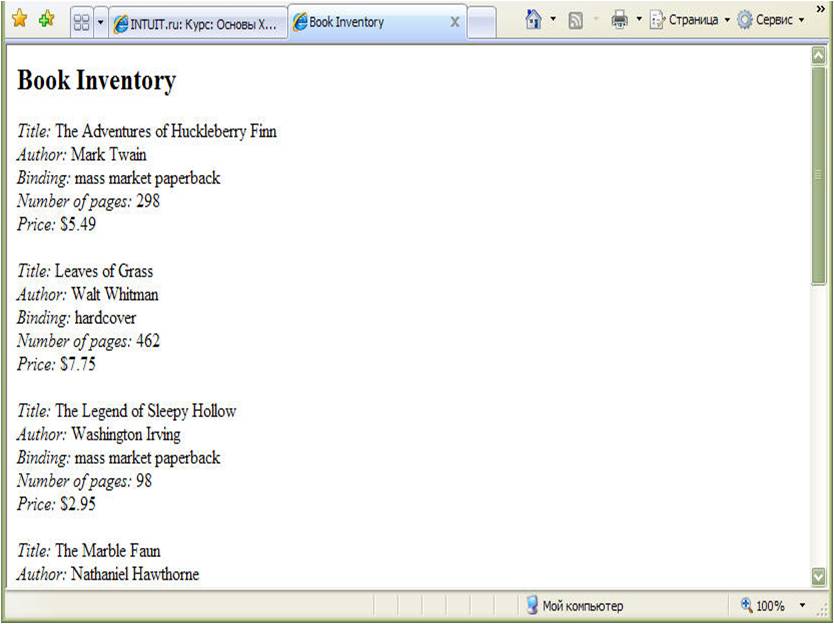 INTUIT.ru: Курс: Основы X...
Book Inventory
Страница
Сервис
Book Inventory
Title: The Adventures of Huckleberry Finn
Author: Mark Twain
Binding: mass market paperback
Number of pages: 298
Price: $5.49
Title: Leaves of Grass
Author: Walt Whitman
Binding: hardcover
Number of pages: 462
Price: $7.75
Title: The Legend of Sleepy Hollow
Author: Washington Irving
Binding: mass market paperback
Number of pages: 98
Price: $2.95
Title: The Marble Faun
Author: Nathaniel Hawthorne
Мой компьютер
100%